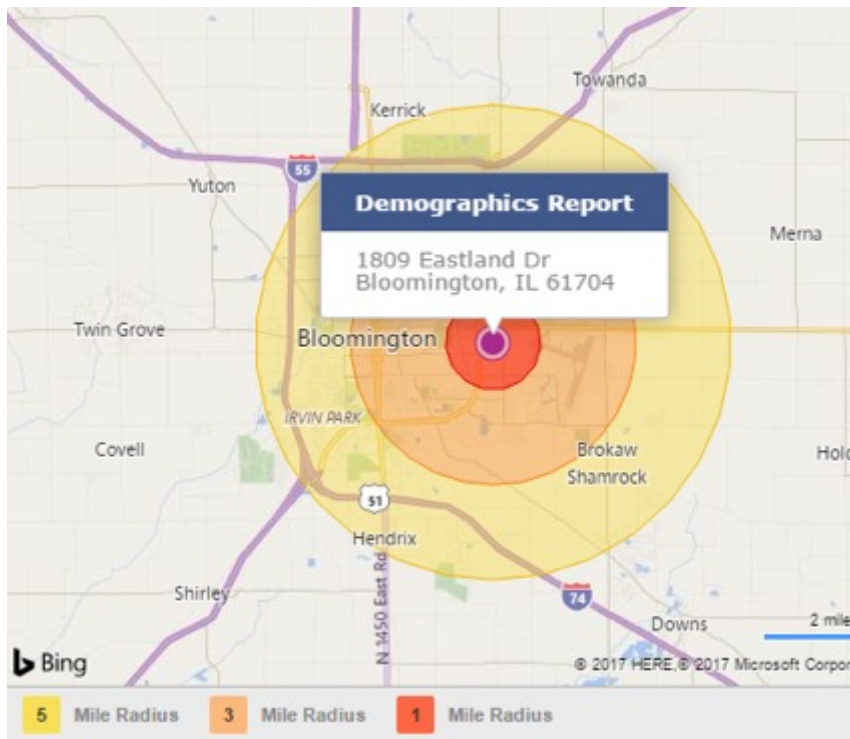 Towanda
Kerrick
55
Yuton
Demographics Report
Merna
1809 Eastland Dr
Bloomington, IL 61704
Twin Grove
Bloomington
IRVIN PARK
Covell
Brokaw
Shamrock
51
Hendrix
N 1450 East Rd
Shirley
74
Downs
2 mile
Bing
© 2017 HERE,© 2017 Microsoft Corpor
5 Mile Radius 3 Mile Radius 1 Mile Radius